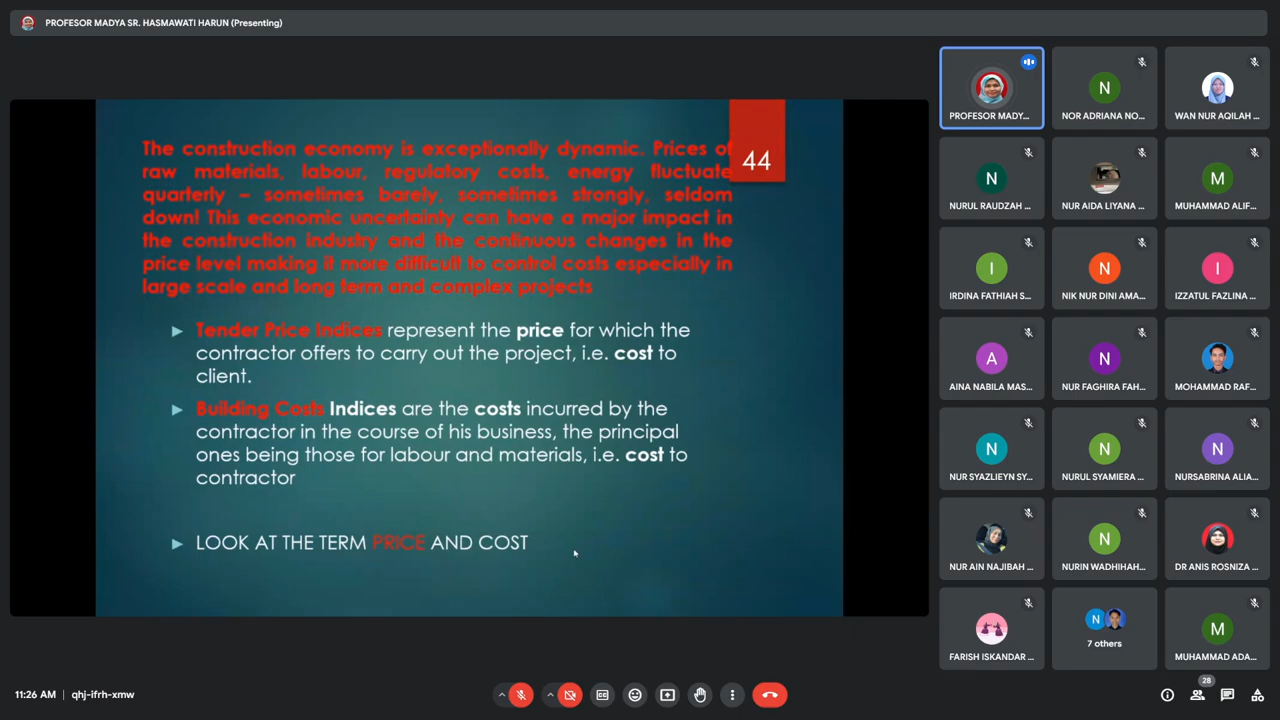 PROFESOR MADYA SR. HASMAWATI HARUN (Presenting)
44
The construction economy is exceptionally dynamic. Prices of
raw materials, labour, regulatory costs, energy fluctuate
quarterly – sometimes barely, sometimes strongly, seldom
down! This economic uncertainty can have a major impact in
the construction industry and the continuous changes in the
price level making it more difficult to control costs especially in
large scale and long term and complex projects
Tender Price Indices represent the price for which the
contractor offers to carry out the project, i.e. cost to
client.
Building Costs Indices are the costs incurred by the
contractor in the course of his business, the principal
ones being those for labour and materials, i.e. cost to
contractor
LOOK AT THE TERM PRICE AND COST
PROFESOR MADY...
N
NOR ADRIANA NO...
WAN NUR AQILAH ...
N
NURUL RAUDZAH ...
NUR AIDA LIYANA ...
M
MUHAMMAD ALIF...
I
IRDINA FATHIAH S...
N
NIK NUR DINI AMA...
I
IZZATUL FAZLINA ...
A
AINA NABILA MAS...
N
NUR FAGHIRA FAH...
MOHAMMAD RAF...
N
NUR SYAZLIEYN SY...
N
NURUL SYAMIERA ...
N
NURSABRINA ALIA...
NUR AIN NAJIBAH ...
N
NURIN WADHIHAH...
DR ANIS ROSNIZA ...
FARISH ISKANDAR ...
N
7 others
M
MUHAMMAD ADA...
11:26 AM | qhj-ifrh-xmw
28